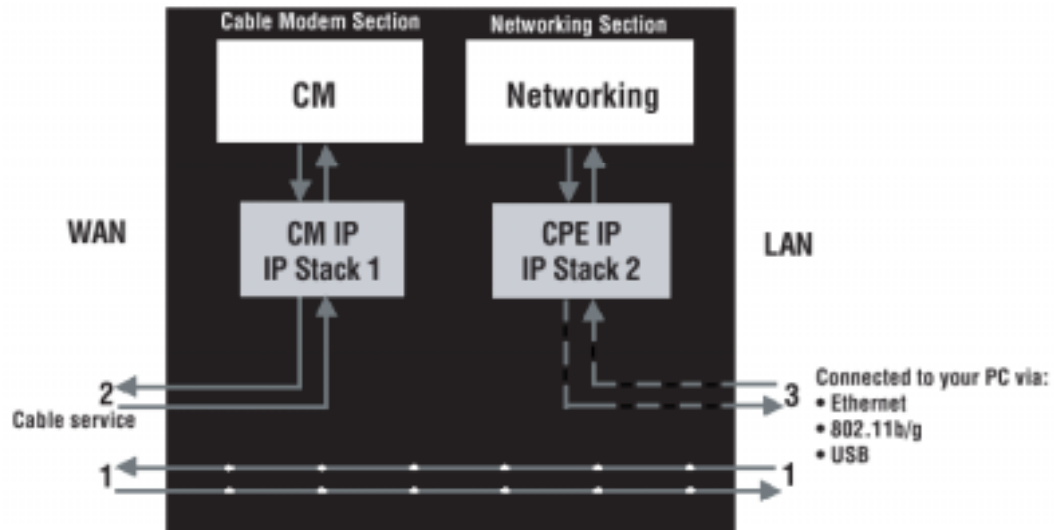 Cable Modem Section
Networking Section
CM
Networking
WAN
CM IP
IP Stack 1
CPE IP
IP Stack 2
LAN
2
Cable service
3
Connected to your PC via:
• Ethernet
• 802.11b/g
• USB
1
1